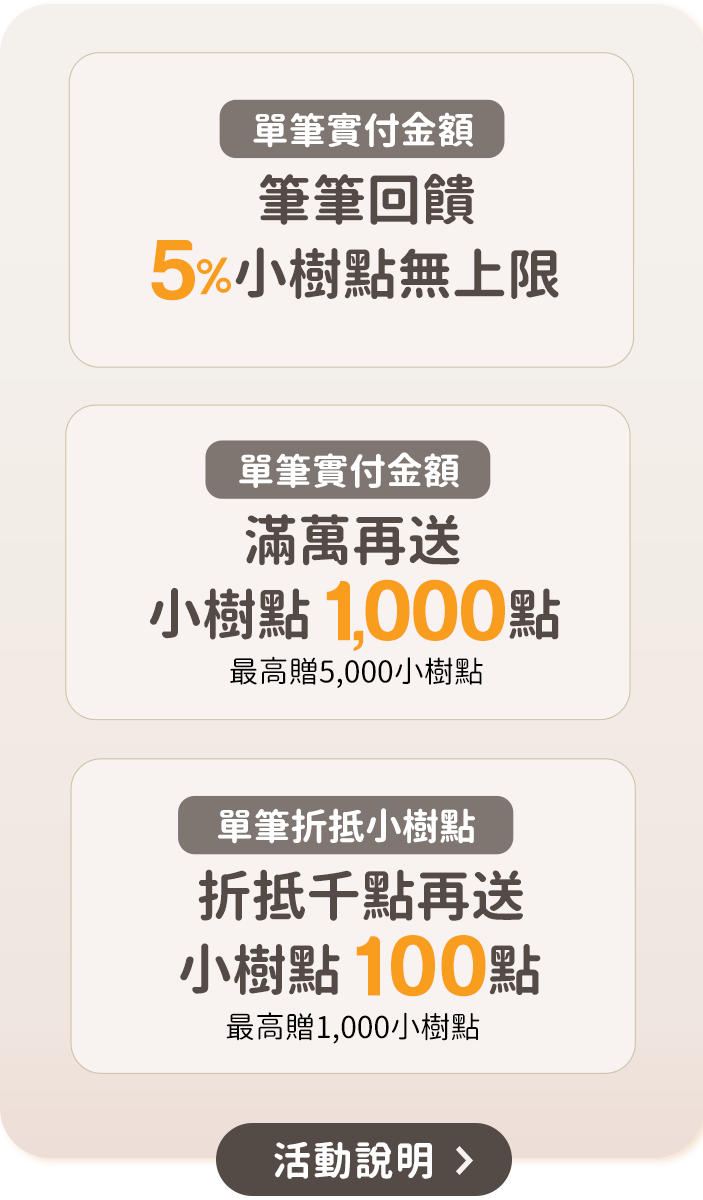 單筆實付金額
筆筆回饋
5%小樹點無上限
單筆實付金額
滿萬再送
小樹點1,000點
最高贈5,000小樹點
單筆折抵小樹點
折抵千點再送
小樹點100點
最高贈1,000小樹點
活動說明 >